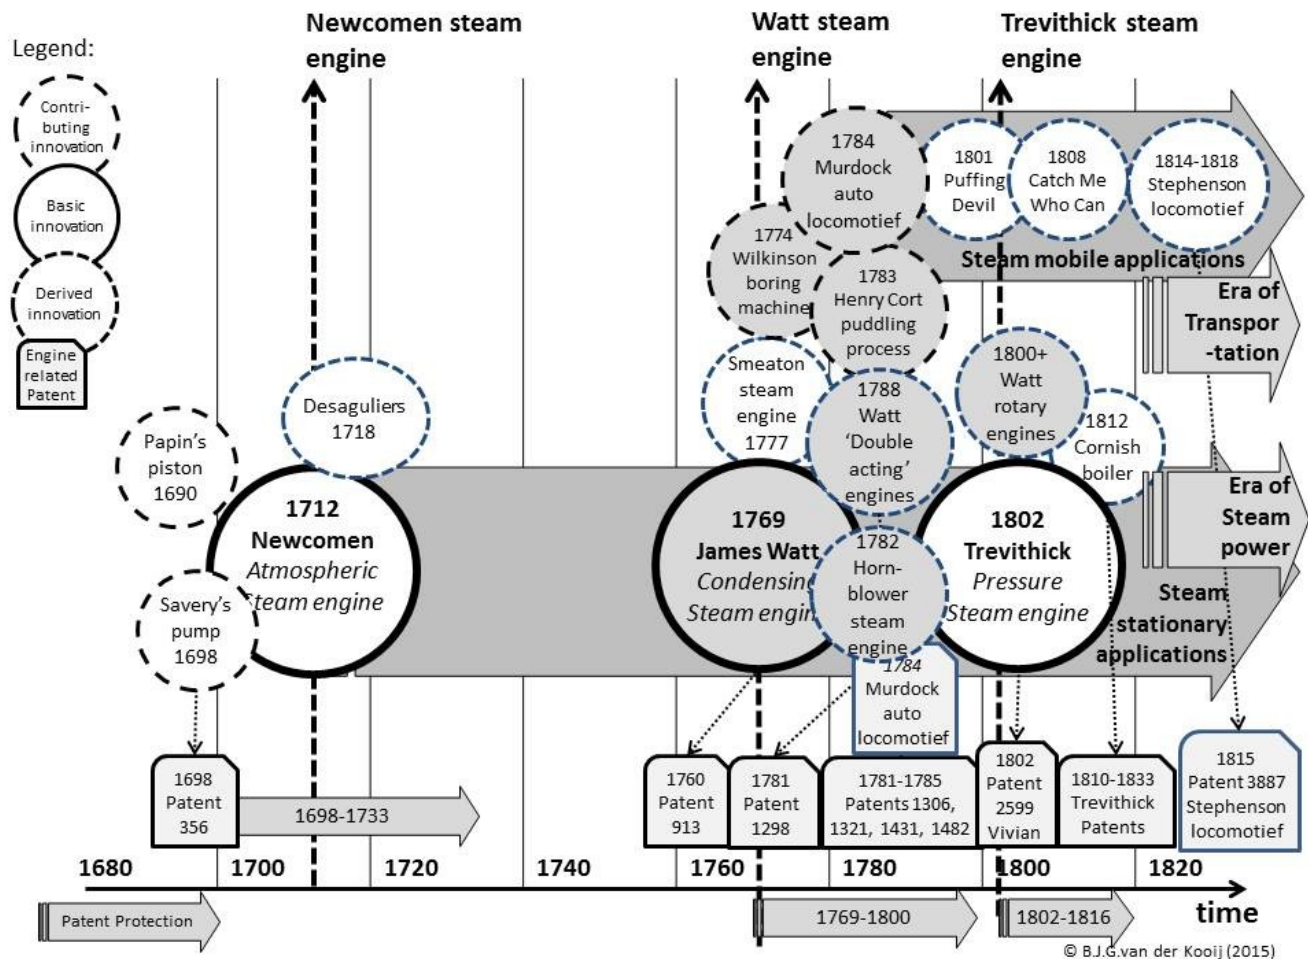 Newcomen steam
engine
Watt steam
engine
Trevithick steam
engine
Legend:
Contri-
buting
innovation
Basic
innovation
Derived
innovation
Engine
related
Patent
1784
Murdock
auto
locomotief
1801
Puffing
Devil
1808
Catch Me
Who Can
1814-1818
Stephenson
locomotief
Steam mobile applications
1774
Wilkinson
boring
machine
1783
Henry Cort
puddling
process
Era of
Transpor
-tation
Smeaton
steam
engine
1777
1788
Watt
‘Double
acting’
engines
1800+
Watt
rotary
engines
1812
Cornish
boiler
Desaguliers
1718
Papin’s
piston
1690
Savery’s
pump
1698
1712
Newcomen
Atmospheric
Steam engine
1769
James Watt
Condensing
Steam engine
1782
Horn-
blower
steam
engine
1802
Trevithick
Pressure
Steam engine
Era of
Steam
power
Steam
stationary
applications
1784
Murdock
auto
locomotief
1698
Patent
356
1698-1733
1760
Patent
913
1781
Patent
1298
1781-1785
Patents 1306,
1321, 1431, 1482
1802
Patent
2599
Vivian
1810-1833
Trevithick
Patents
1815
Patent 3887
Stephenson
locomotief
1680
1700
1720
1740
1760
1780
1800
1820
time
Patent Protection
1769-1800
1802-1816
© B.J.G.van der Kooij (2015)